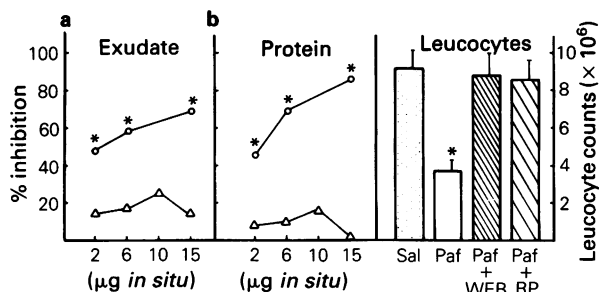 a
b
Exudate
Protein
Leucocytes
% inhibition
100
80
60
40
20
* * *
* * *
*
2 6 10 15
(μg in situ)
2 6 10 15
(μg in situ)
Sal Paf Paf Paf
+ +
WEB RP
10
8
6
4
2
Leucocyte counts (× 10⁶)